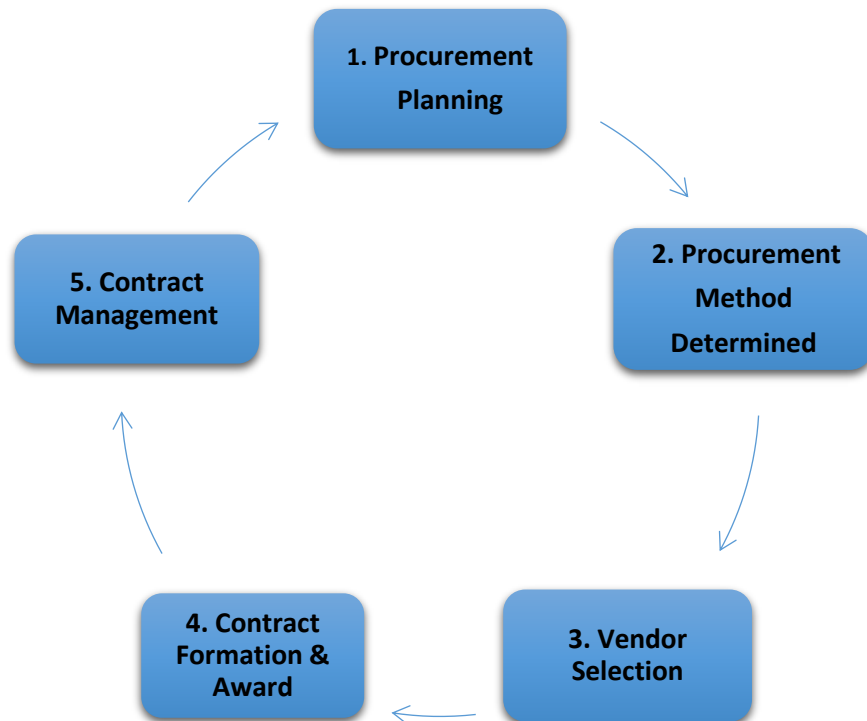 1. Procurement
Planning
2. Procurement
Method
Determined
3. Vendor
Selection
4. Contract
Formation &
Award
5. Contract
Management